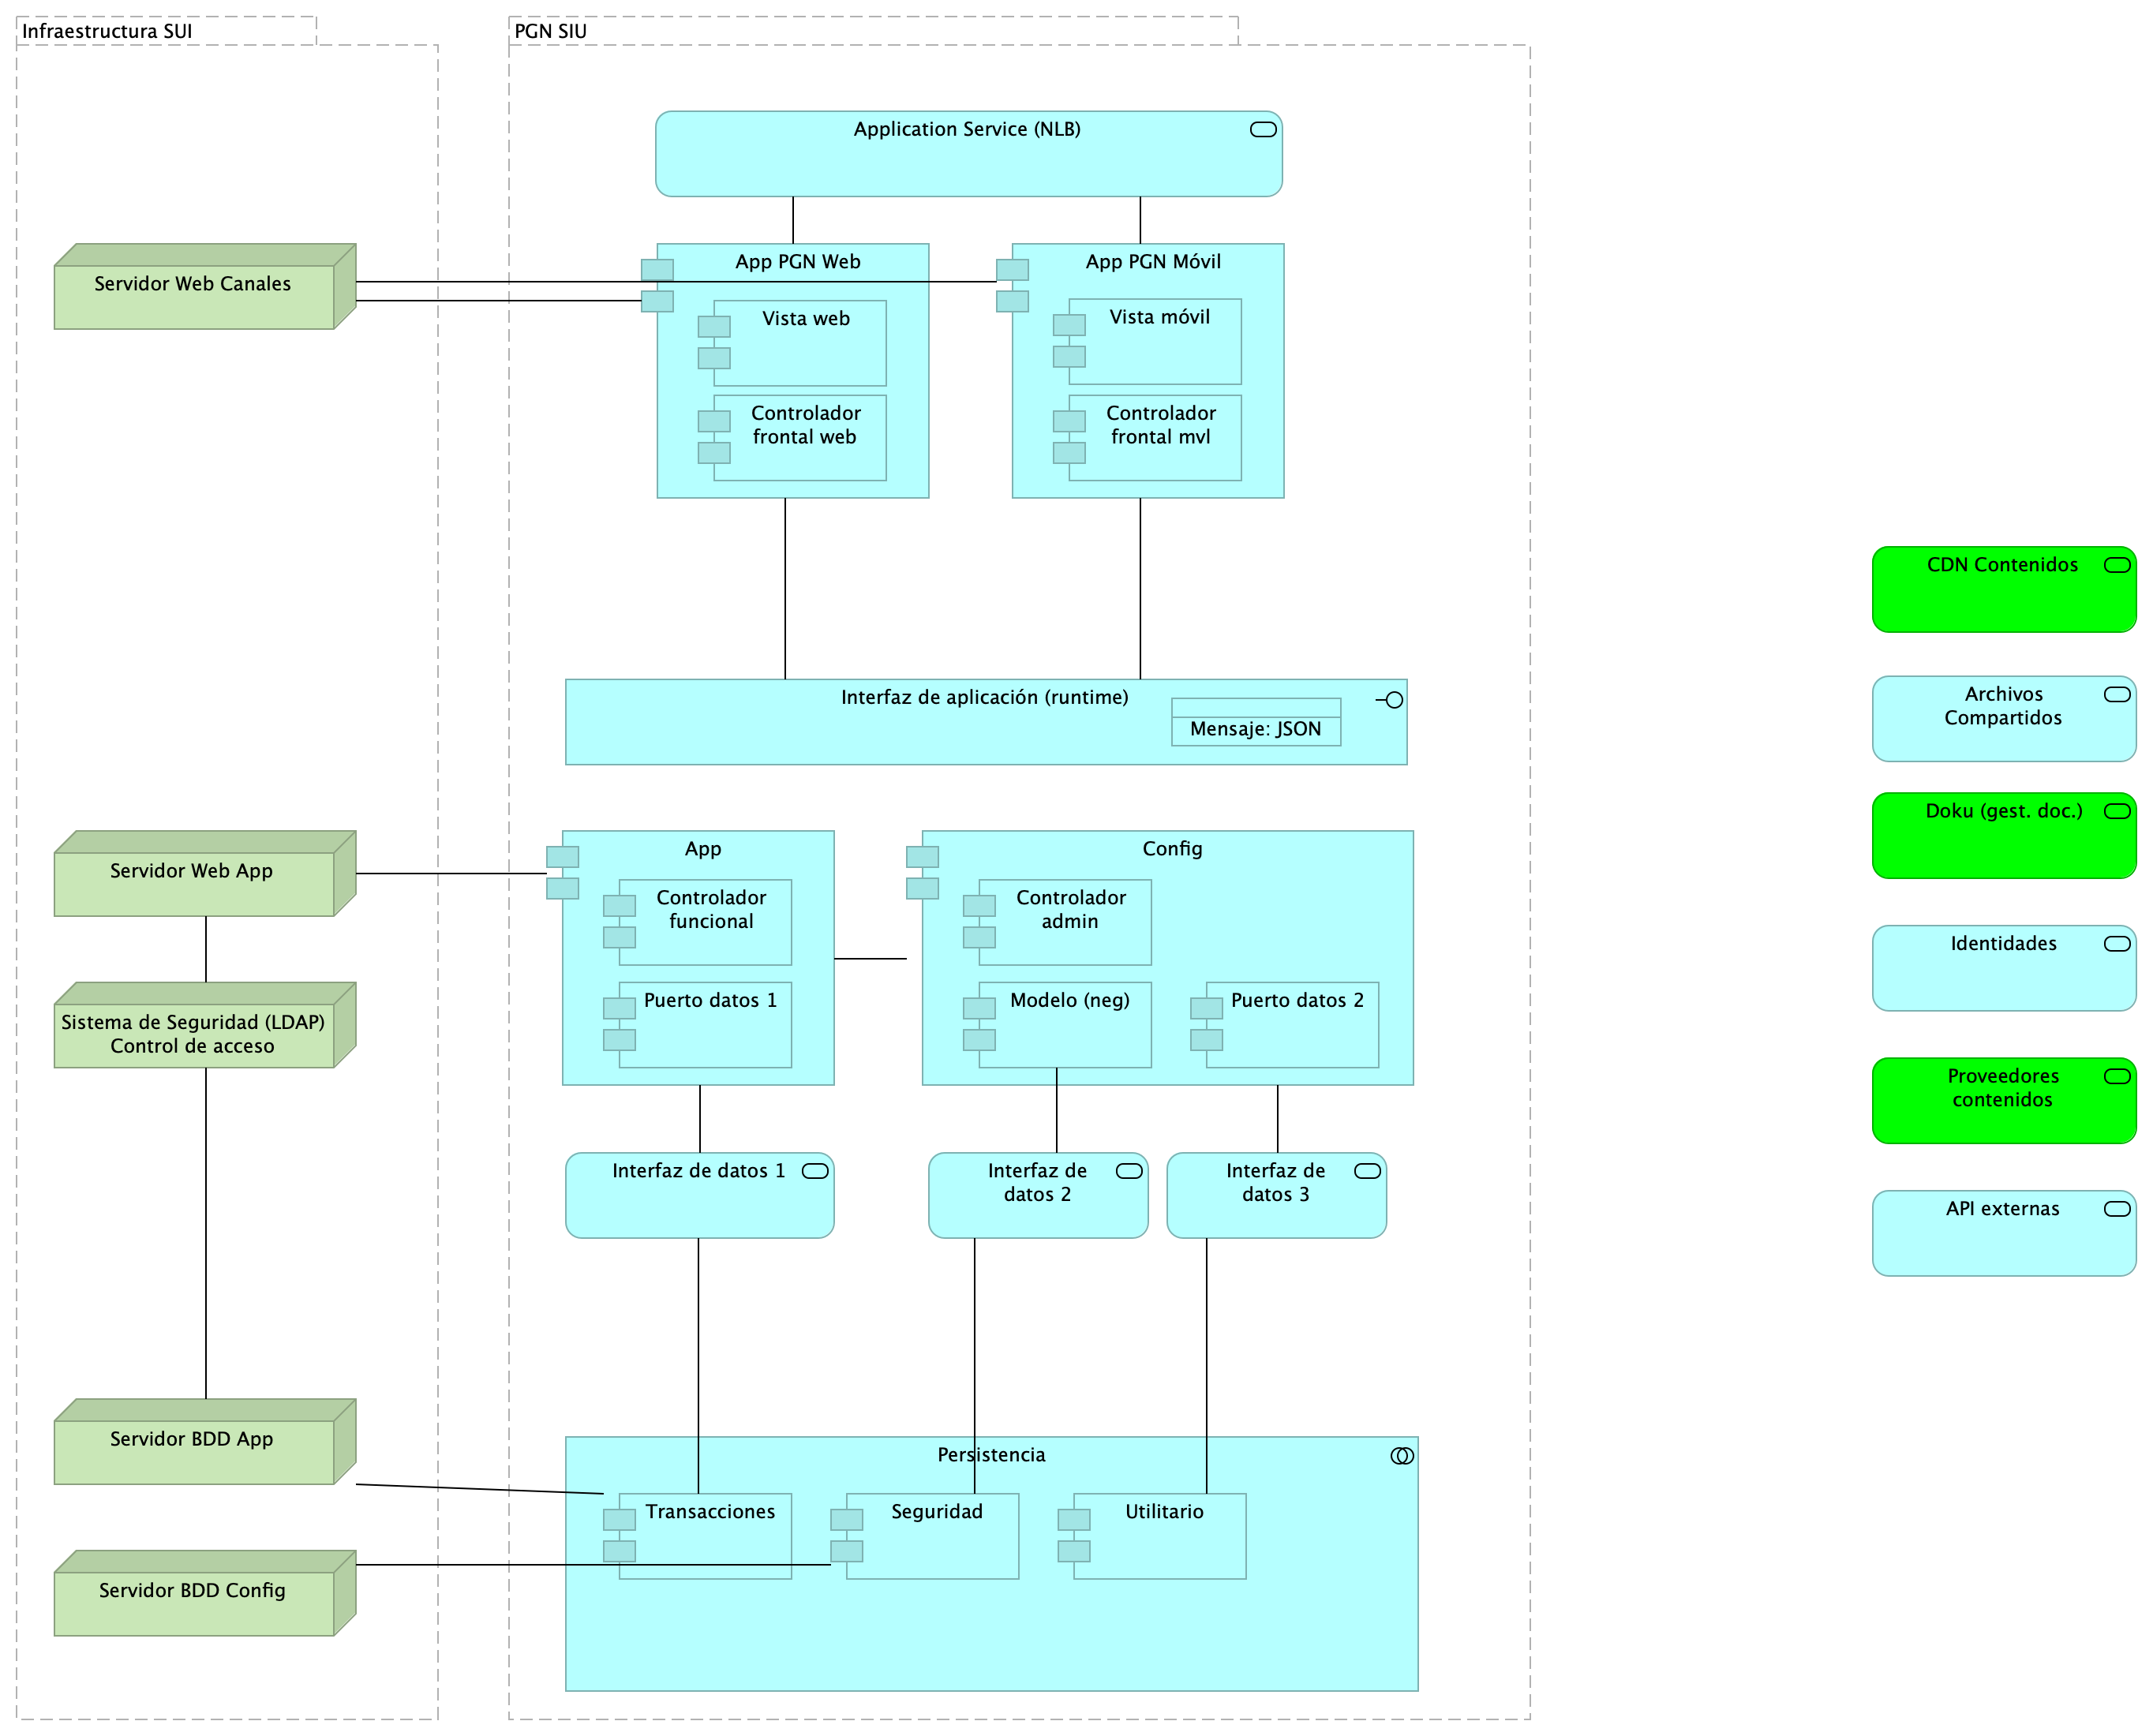 Infraestructura SUI
PGN SIU
Application Service (NLB)
Servidor Web Canales
App PGN Web
Vista web
Controlador
frontal web
App PGN Móvil
Vista móvil
Controlador
frontal mvl
Interfaz de aplicación (runtime)
Mensaje: JSON
Servidor Web App
Sistema de Seguridad (LDAP)
Control de acceso
App
Controlador
funcional
Puerto datos 1
Config
Controlador
admin
Modelo (neg)
Puerto datos 2
Interfaz de datos 1
Interfaz de
datos 2
Interfaz de
datos 3
Servidor BDD App
Servidor BDD Config
Persistencia
Transacciones
Seguridad
Utilitario
CDN Contenidos
Archivos
Compartidos
Doku (gest. doc.)
Identidades
Proveedores
contenidos
API externas